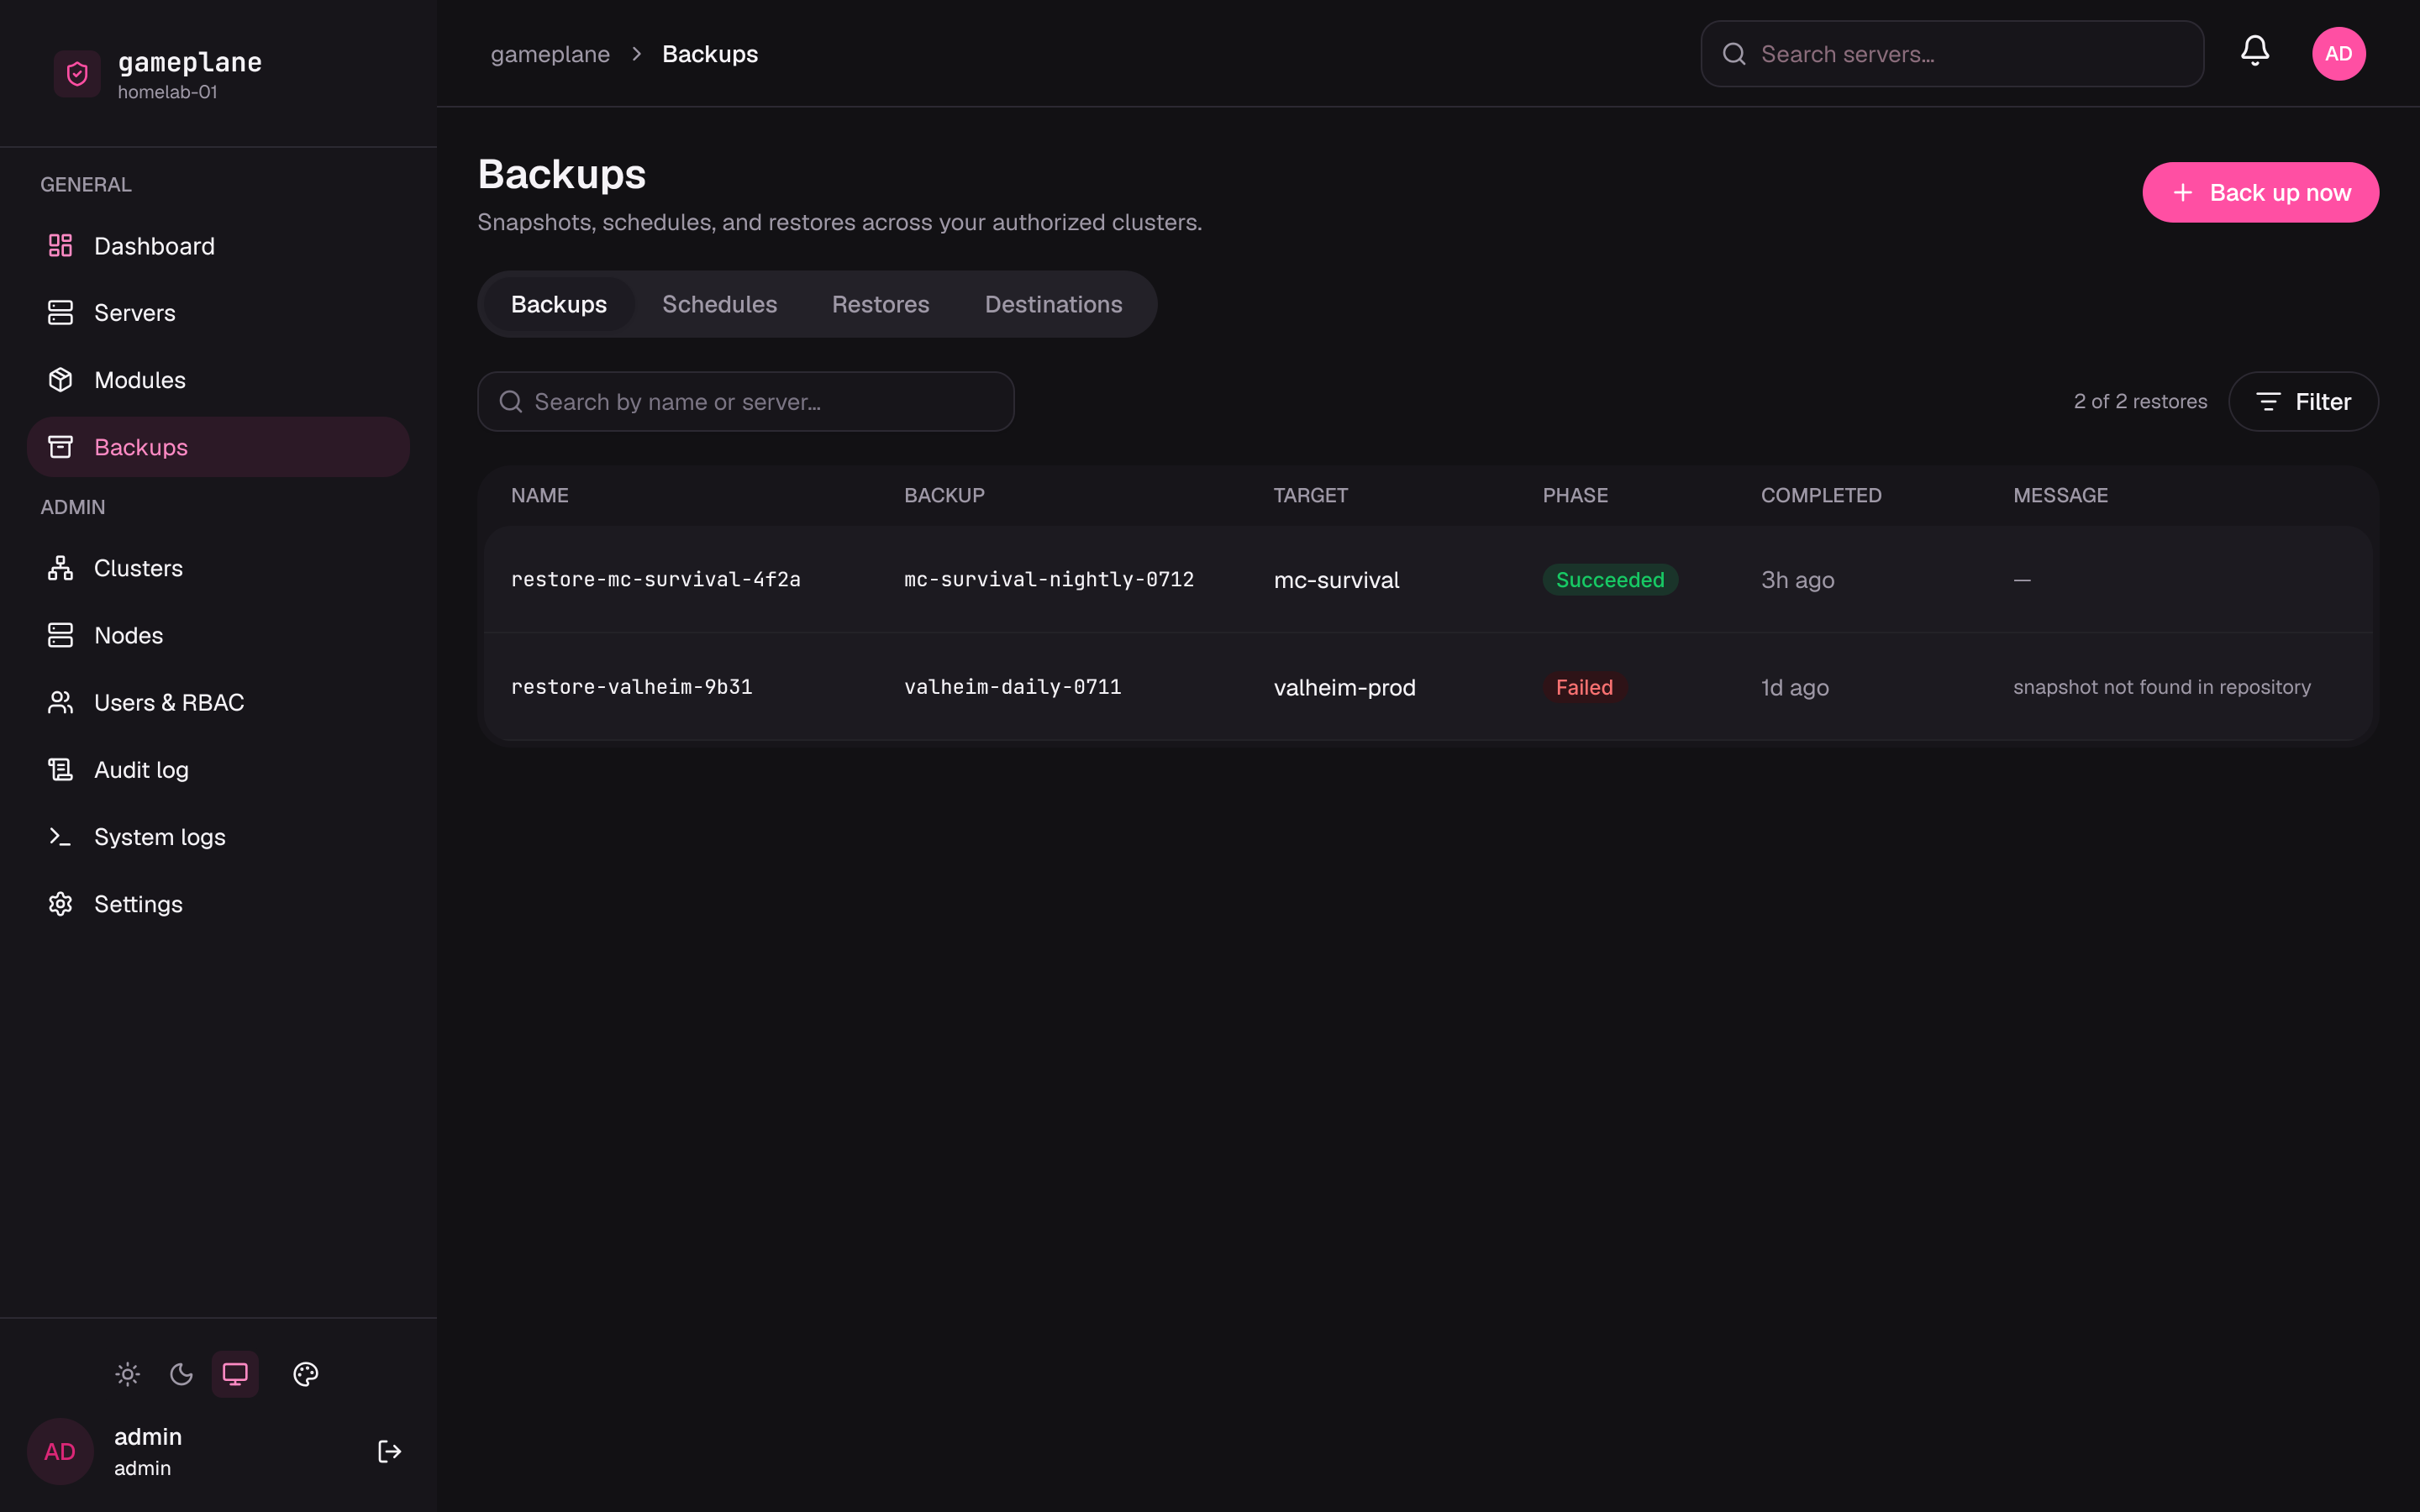 gameplane
homelab-01
GENERAL
Dashboard
Servers
Modules
Backups
ADMIN
Clusters
Nodes
Users & RBAC
Audit log
System logs
Settings
AD
admin
admin
gameplane
Backups
Search servers...
AD
Backups
Snapshots, schedules, and restores across your authorized clusters.
Back up now
Backups
Schedules
Restores
Destinations
Search by name or server...
2 of 2 restores
Filter
NAME BACKUP TARGET PHASE COMPLETED MESSAGE
restore-mc-survival-4f2a mc-survival-nightly-0712 mc-survival Succeeded 3h ago —
restore-valheim-9b31 valheim-daily-0711 valheim-prod Failed 1d ago snapshot not found in repository